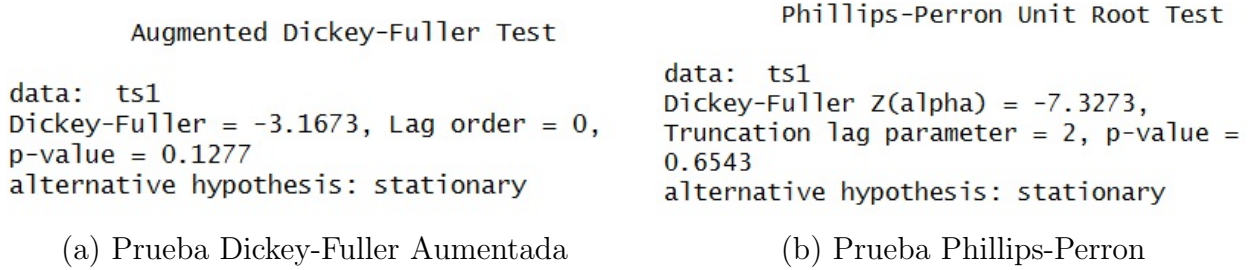 Augmented Dickey-Fuller Test
data: ts1
Dickey-Fuller = -3.1673, Lag order = 0,
p-value = 0.1277
alternative hypothesis: stationary
(a) Prueba Dickey-Fuller Aumentada
Phillips-Perron Unit Root Test
data: ts1
Dickey-Fuller Z(alpha) = -7.3273,
Truncation lag parameter = 2, p-value =
0.6543
alternative hypothesis: stationary
(b) Prueba Phillips-Perron